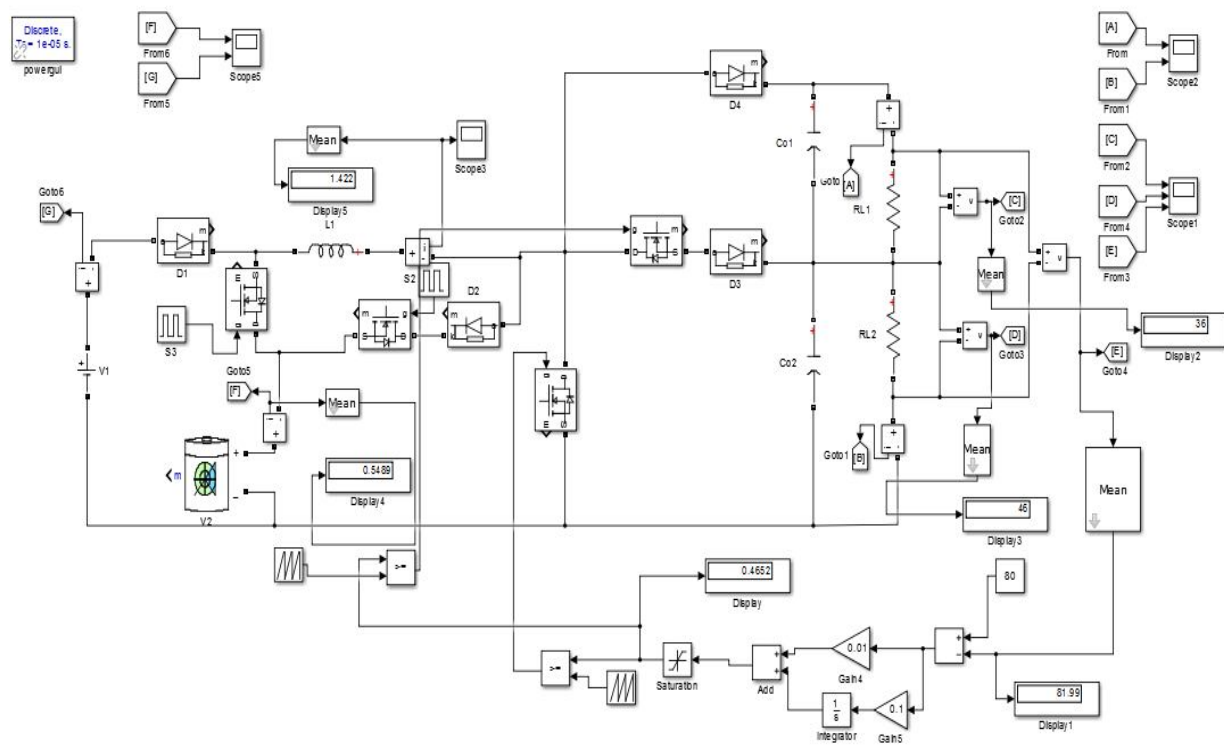 Discrete,
Ts = 1e-05 s.
powergui
[F]
From6
[G]
From5
Scope5
[A]
From
[B]
From1
Scope2
[C]
From2
[D]
From4
[E]
From3
Scope1
m
D4
Co1
Goto
[A]
RL1
Mean
Scope3
1.422
Display5
L1
Goto6
[G]
m
D1
S2
g
m
D3
v
[C]
Goto2
Mean
v
36
Display2
S3
m
g
D2
m
Goto5
[F]
Mean
V1
Co2
RL2
v
[D]
Goto3
[E]
Goto4
Goto1
[B]
Mean
Mean
m
V2
0.5489
Display4
46
Display3
>=
0.4652
Display
80
>=
Saturation
Add
0.01
Gain4
1
s
Integrator
0.1
Gain5
81.99
Display1